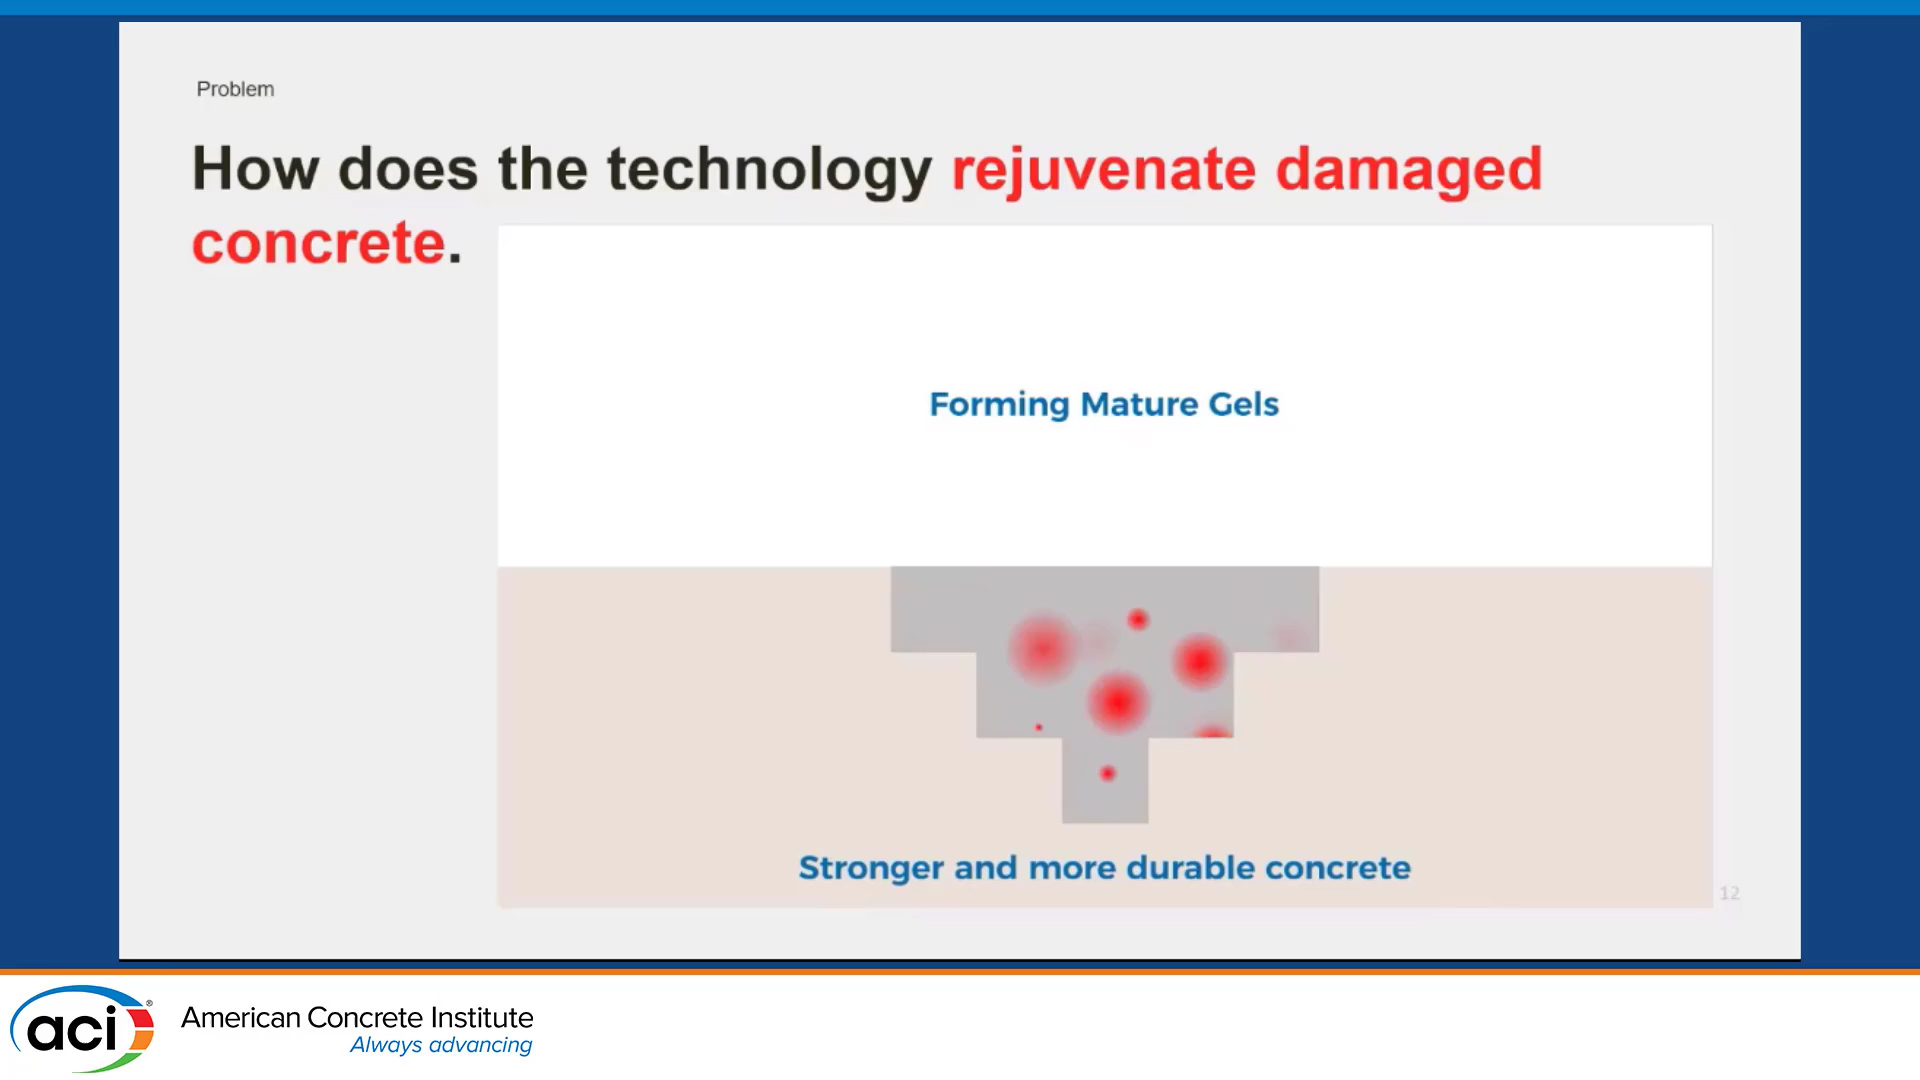 Problem
How does the technology rejuvenate damaged
concrete.
Forming Mature Gels
Stronger and more durable concrete
12
aci®
American Concrete Institute
Always advancing